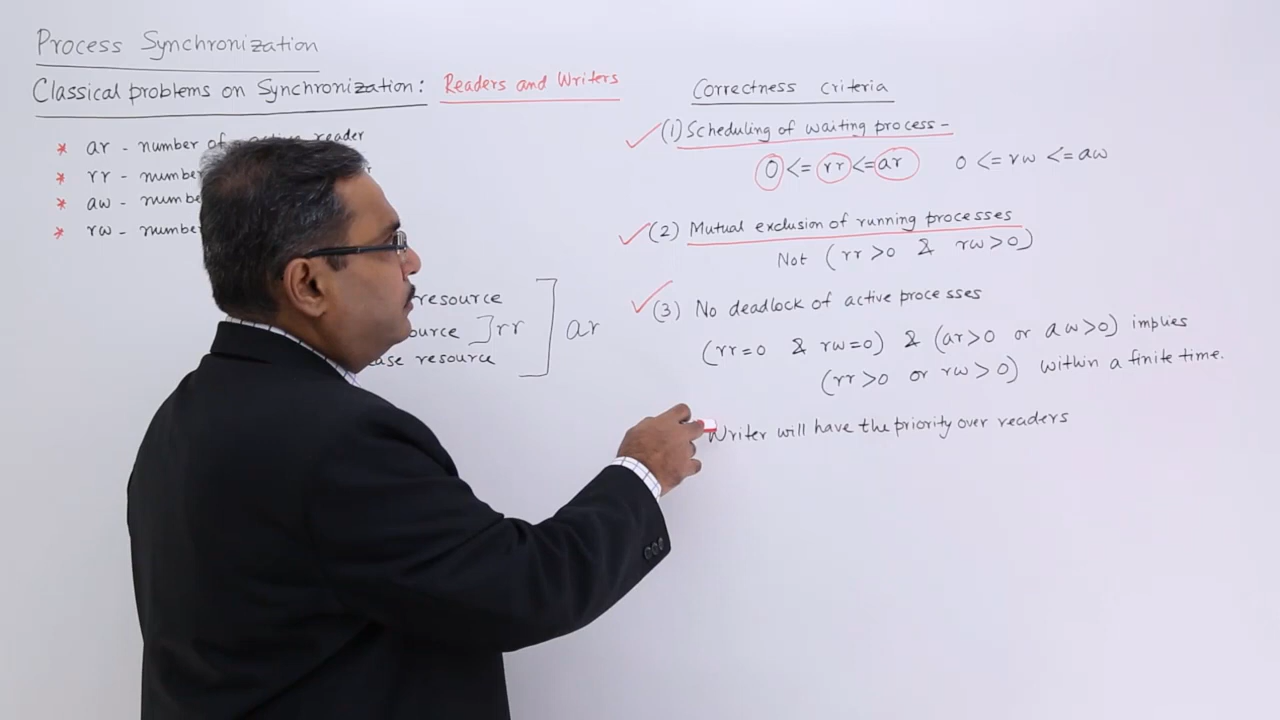 Process Synchronization
Classical problems on Synchronization: Readers and Writers
* ar - number of active reader
* rr - number
* aw - number
* rw - number
resource
rr
resource
ar
Correctness criteria
(1) Scheduling of waiting process -
0 <= rr <= ar 0 <= rw <= aw
(2) Mutual exclusion of running processes
Not (rr >0 & rw >0)
(3) No deadlock of active processes
(rr=0 & rw=0) & (ar>0 or aw>0) implies
(rr >0 or rw >0) within a finite time.
Writer will have the priority over readers